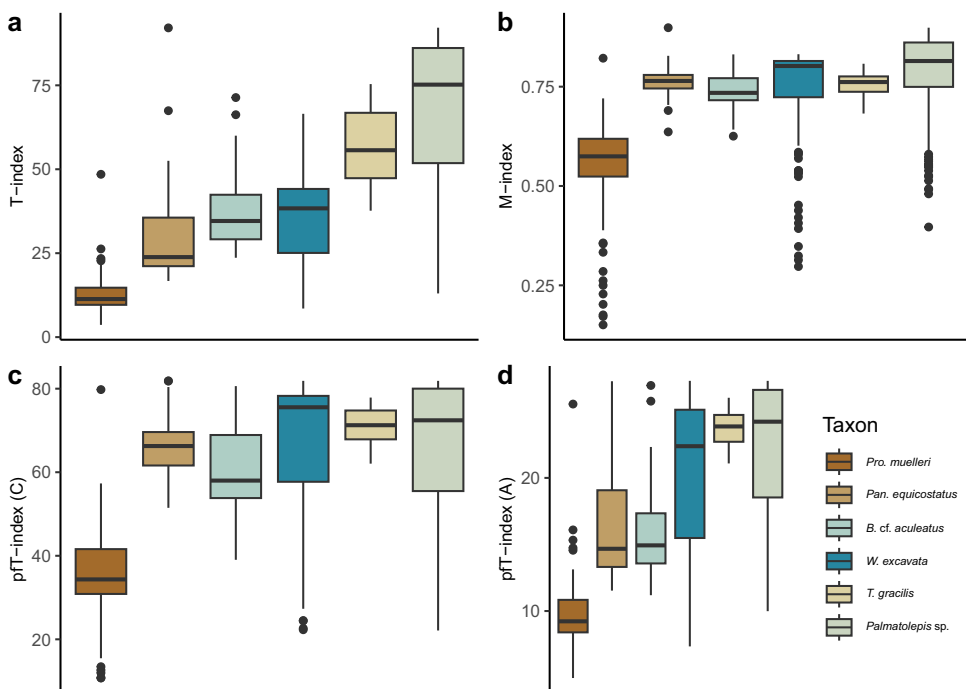 a
T−index
75
50
25
0
b
M−index
0.75
0.50
0.25
c
pfT−index (C)
80
60
40
20
d
pfT−index (A)
20
10
Taxon
Pro. muelleri
Pan. equicostatus
B. cf. aculeatus
W. excavata
T. gracilis
Palmatolepis sp.